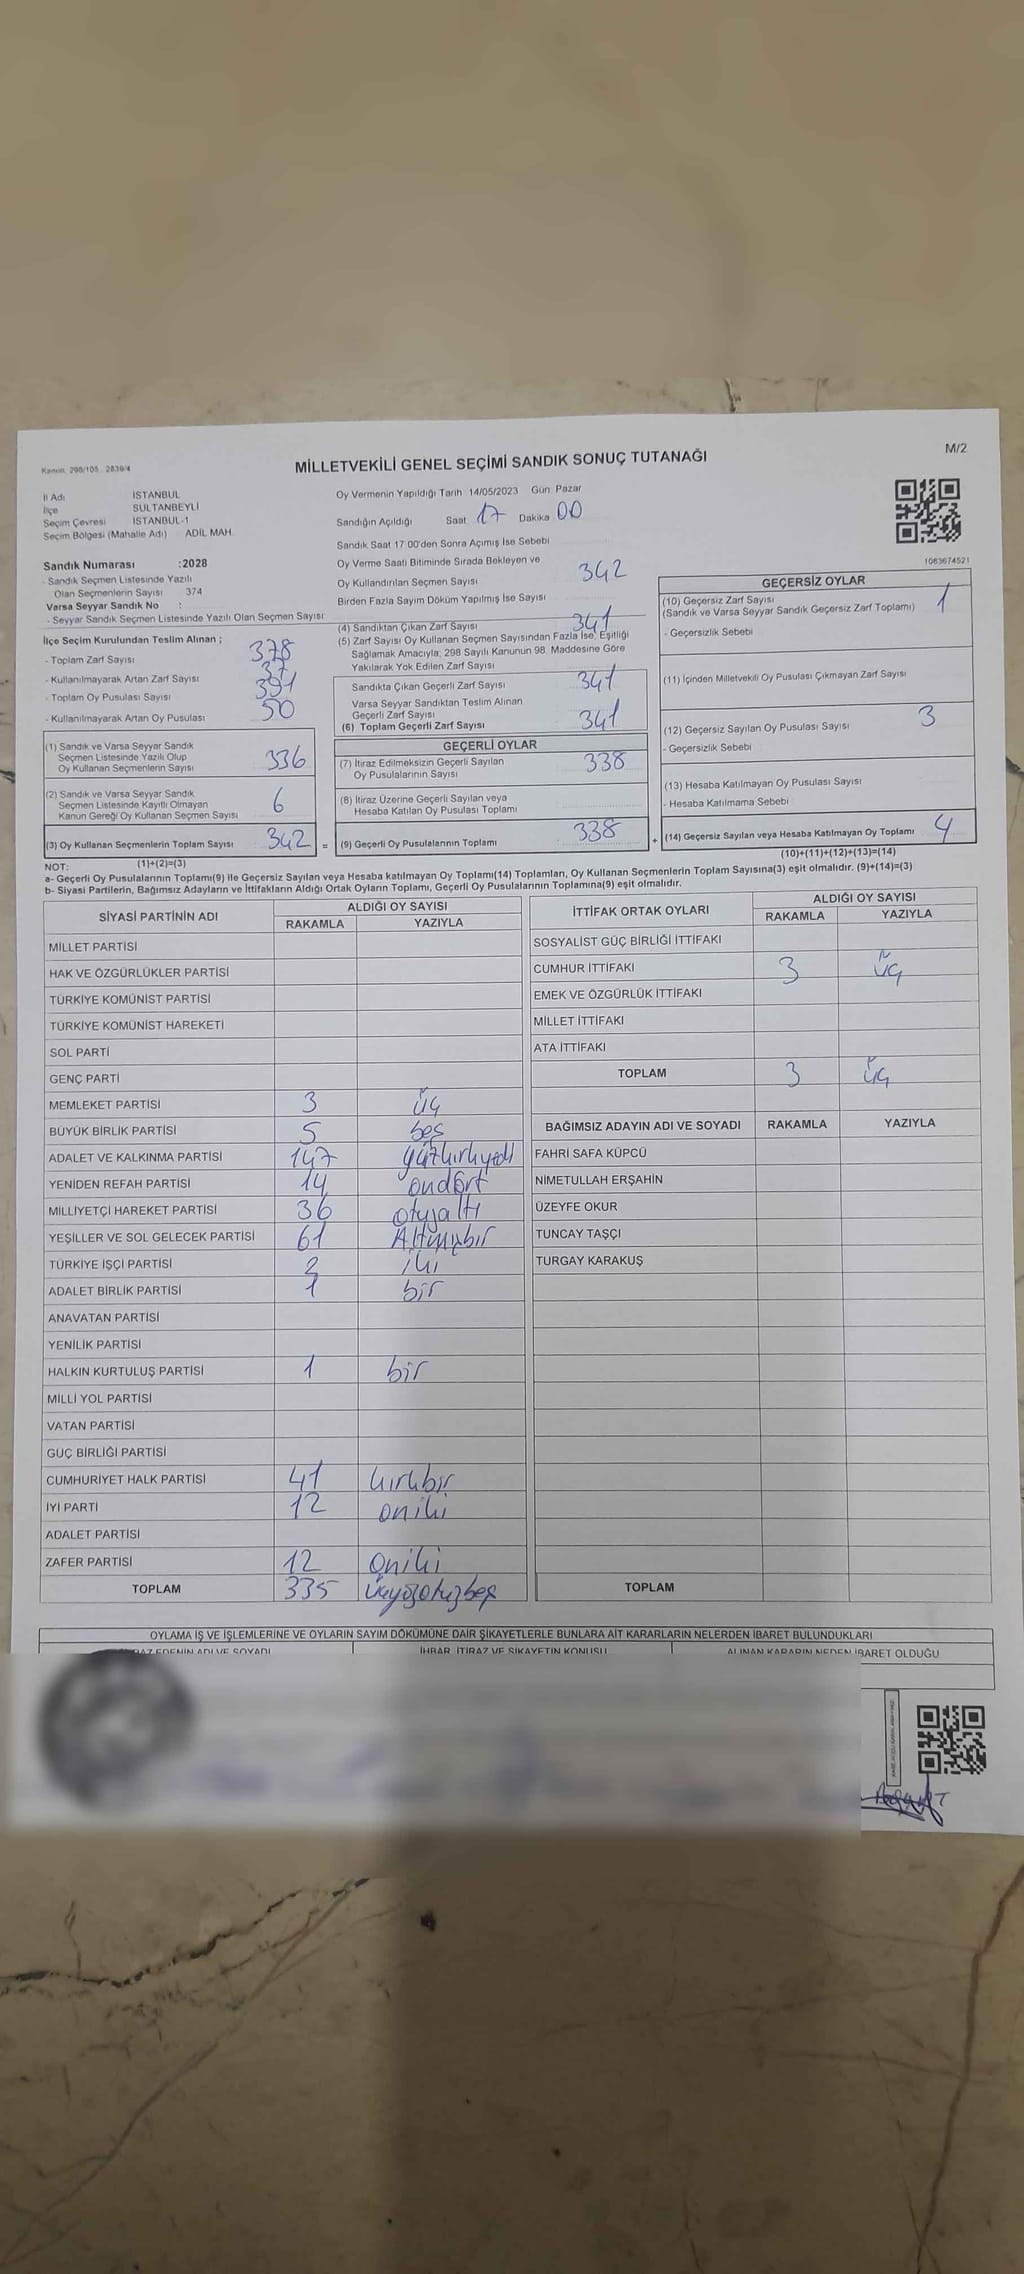 Kanun: 298/105 2839/4
MİLLETVEKİLİ GENEL SEÇİMİ SANDIK SONUÇ TUTANAĞI
M/2
İl Adı İSTANBUL
İlçe SULTANBEYLİ
Seçim Çevresi İSTANBUL-1
Seçim Bölgesi (Mahalle Adı) ADİL MAH.
Sandık Numarası :2028
- Sandık Seçmen Listesinde Yazılı
Olan Seçmenlerin Sayısı 374
Varsa Seyyar Sandık No :
- Seyyar Sandık Seçmen Listesinde Yazılı Olan Seçmen Sayısı:
İlçe Seçim Kurulundan Teslim Alınan ;
- Toplam Zarf Sayısı 378
- Kullanılmayarak Artan Zarf Sayısı 37
- Toplam Oy Pusulası Sayısı 391
- Kullanılmayarak Artan Oy Pusulası 50
(1) Sandık ve Varsa Seyyar Sandık
Seçmen Listesinde Yazılı Olup
Oy Kullanan Seçmenlerin Sayısı 336
(2) Sandık ve Varsa Seyyar Sandık
Seçmen Listesinde Kayıtlı Olmayan
Kanun Gereği Oy Kullanan Seçmen Sayısı 6
(3) Oy Kullanan Seçmenlerin Toplam Sayısı 342 =
(1)+(2)=(3)
Oy Vermenin Yapıldığı Tarih 14/05/2023 Gün: Pazar
Sandığın Açıldığı Saat 17 Dakika 00
Sandık Saat 17:00'den Sonra Açımış İse Sebebi
Oy Verme Saati Bitiminde Sırada Bekleyen ve
Oy Kullandırılan Seçmen Sayısı 342
Birden Fazla Sayım Döküm Yapılmış İse Sayısı
(4) Sandıktan Çıkan Zarf Sayısı 341
(5) Zarf Sayısı Oy Kullanan Seçmen Sayısından Fazla İse, Eşitliği
Sağlamak Amacıyla; 298 Sayılı Kanunun 98. Maddesine Göre
Yakılarak Yok Edilen Zarf Sayısı
Sandıkta Çıkan Geçerli Zarf Sayısı 341
Varsa Seyyar Sandıktan Teslim Alınan
Geçerli Zarf Sayısı
(6) Toplam Geçerli Zarf Sayısı 341
GEÇERLİ OYLAR
(7) İtiraz Edilmeksizin Geçerli Sayılan
Oy Pusulalarının Sayısı 338
(8) İtiraz Üzerine Geçerli Sayılan veya
Hesaba Katılan Oy Pusulası Toplamı
(9) Geçerli Oy Pusulalarının Toplamı 338 +
1083674521
GEÇERSİZ OYLAR
(10) Geçersiz Zarf Sayısı 1
(Sandık ve Varsa Seyyar Sandık Geçersiz Zarf Toplamı)
- Geçersizlik Sebebi
(11) İçinden Milletvekili Oy Pusulası Çıkmayan Zarf Sayısı
(12) Geçersiz Sayılan Oy Pusulası Sayısı 3
- Geçersizlik Sebebi
(13) Hesaba Katılmayan Oy Pusulası Sayısı
- Hesaba Katılmama Sebebi
(14) Geçersiz Sayılan veya Hesaba Katılmayan Oy Toplamı 4
(10)+(11)+(12)+(13)=(14)
NOT:
a- Geçerli Oy Pusulalarının Toplamı(9) ile Geçersiz Sayılan veya Hesaba katılmayan Oy Toplamı(14) Toplamları, Oy Kullanan Seçmenlerin Toplam Sayısına(3) eşit olmalıdır. (9)+(14)=(3)
b- Siyasi Partilerin, Bağımsız Adayların ve İttifakların Aldığı Ortak Oyların Toplamı, Geçerli Oy Pusulalarının Toplamına(9) eşit olmalıdır.
SİYASİ PARTİNİN ADI ALDIĞI OY SAYISI
RAKAMLA YAZIYLA
MİLLET PARTİSİ
HAK VE ÖZGÜRLÜKLER PARTİSİ
TÜRKİYE KOMÜNİST PARTİSİ
TÜRKİYE KOMÜNİST HAREKETİ
SOL PARTİ
GENÇ PARTİ
MEMLEKET PARTİSİ 3 üç
BÜYÜK BİRLİK PARTİSİ 5 beş
ADALET VE KALKINMA PARTİSİ 147 yüzkırkyedi
YENİDEN REFAH PARTİSİ 14 ondört
MİLLİYETÇİ HAREKET PARTİSİ 36 otuzaltı
YEŞİLLER VE SOL GELECEK PARTİSİ 61 Altmışbir
TÜRKİYE İŞÇİ PARTİSİ 2 iki
ADALET BİRLİK PARTİSİ 1 bir
ANAVATAN PARTİSİ
YENİLİK PARTİSİ
HALKIN KURTULUŞ PARTİSİ 1 bir
MİLLİ YOL PARTİSİ
VATAN PARTİSİ
GÜÇ BİRLİĞİ PARTİSİ
CUMHURİYET HALK PARTİSİ 41 kırkbir
İYİ PARTİ 12 oniki
ADALET PARTİSİ
ZAFER PARTİSİ 12 oniki
TOPLAM 335 üçyüzotuzbeş
İTTİFAK ORTAK OYLARI ALDIĞI OY SAYISI
RAKAMLA YAZIYLA
SOSYALİST GÜÇ BİRLİĞİ İTTİFAKI
CUMHUR İTTİFAKI 3 üç
EMEK VE ÖZGÜRLÜK İTTİFAKI
MİLLET İTTİFAKI
ATA İTTİFAKI
TOPLAM 3 üç
BAĞIMSIZ ADAYIN ADI VE SOYADI RAKAMLA YAZIYLA
FAHRİ SAFA KÜPCÜ
NİMETULLAH ERŞAHİN
ÜZEYFE OKUR
TUNCAY TAŞÇI
TURGAY KARAKUŞ
TOPLAM
OYLAMA İŞ VE İŞLEMLERİNE VE OYLARIN SAYIM DÖKÜMÜNE DAİR ŞİKAYETLERLE BUNLARA AİT KARARLARIN NELERDEN İBARET BULUNDUKLARI
EDENİN ADI VE SOYADI İHBAR, İTİRAZ VE ŞİKAYETİN KONUSU ALINAN KARARIN NEDEN İBARET OLDUĞU